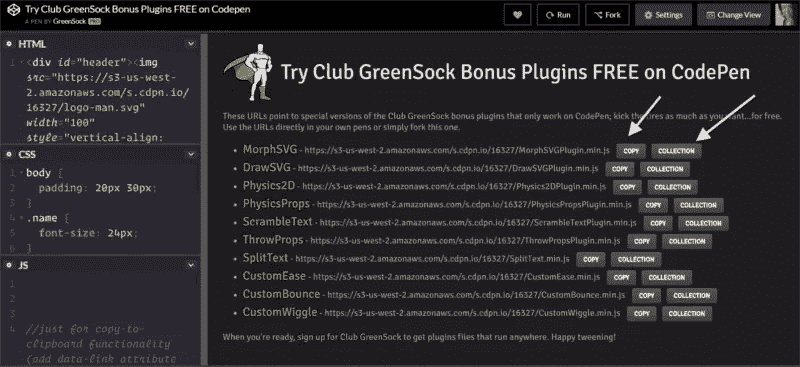 Try Club GreenSock Bonus Plugins FREE on Codepen
A PEN BY GreenSock PRO
Run
Fork
Settings
Change View
HTML
1 <div id="header"><img
src="https://s3-us-west-
2.amazonaws.com/s.cdpn.io/
16327/logo-man.svg"
width="100"
style="vertical-align:
CSS
1 body {
2 padding: 20px 30px;
3 }
4 .name {
5 font-size: 24px;
6 }
JS
1
2
3
4 //just for copy-to-
clipboard functionality
(add data-link attribute
Try Club GreenSock Bonus Plugins FREE on CodePen
These URLs point to special versions of the Club GreenSock bonus plugins that only work on CodePen; kick the tires as much as you want...for free.
Use the URLs directly in your own pens or simply fork this one.
• MorphSVG - https://s3-us-west-2.amazonaws.com/s.cdpn.io/16327/MorphSVGPlugin.min.js COPY COLLECTION
• DrawSVG - https://s3-us-west-2.amazonaws.com/s.cdpn.io/16327/DrawSVGPlugin.min.js COPY COLLECTION
• Physics2D - https://s3-us-west-2.amazonaws.com/s.cdpn.io/16327/Physics2DPlugin.min.js COPY COLLECTION
• PhysicsProps - https://s3-us-west-2.amazonaws.com/s.cdpn.io/16327/PhysicsPropsPlugin.min.js COPY COLLECTION
• ScrambleText - https://s3-us-west-2.amazonaws.com/s.cdpn.io/16327/ScrambleTextPlugin.min.js COPY COLLECTION
• ThrowProps - https://s3-us-west-2.amazonaws.com/s.cdpn.io/16327/ThrowPropsPlugin.min.js COPY COLLECTION
• SplitText - https://s3-us-west-2.amazonaws.com/s.cdpn.io/16327/SplitText.min.js COPY COLLECTION
• CustomEase - https://s3-us-west-2.amazonaws.com/s.cdpn.io/16327/CustomEase.min.js COPY COLLECTION
• CustomBounce - https://s3-us-west-2.amazonaws.com/s.cdpn.io/16327/CustomBounce.min.js COPY COLLECTION
• CustomWiggle - https://s3-us-west-2.amazonaws.com/s.cdpn.io/16327/CustomWiggle.min.js COPY COLLECTION
When you're ready, sign up for Club GreenSock to get plugins files that run anywhere. Happy tweening!